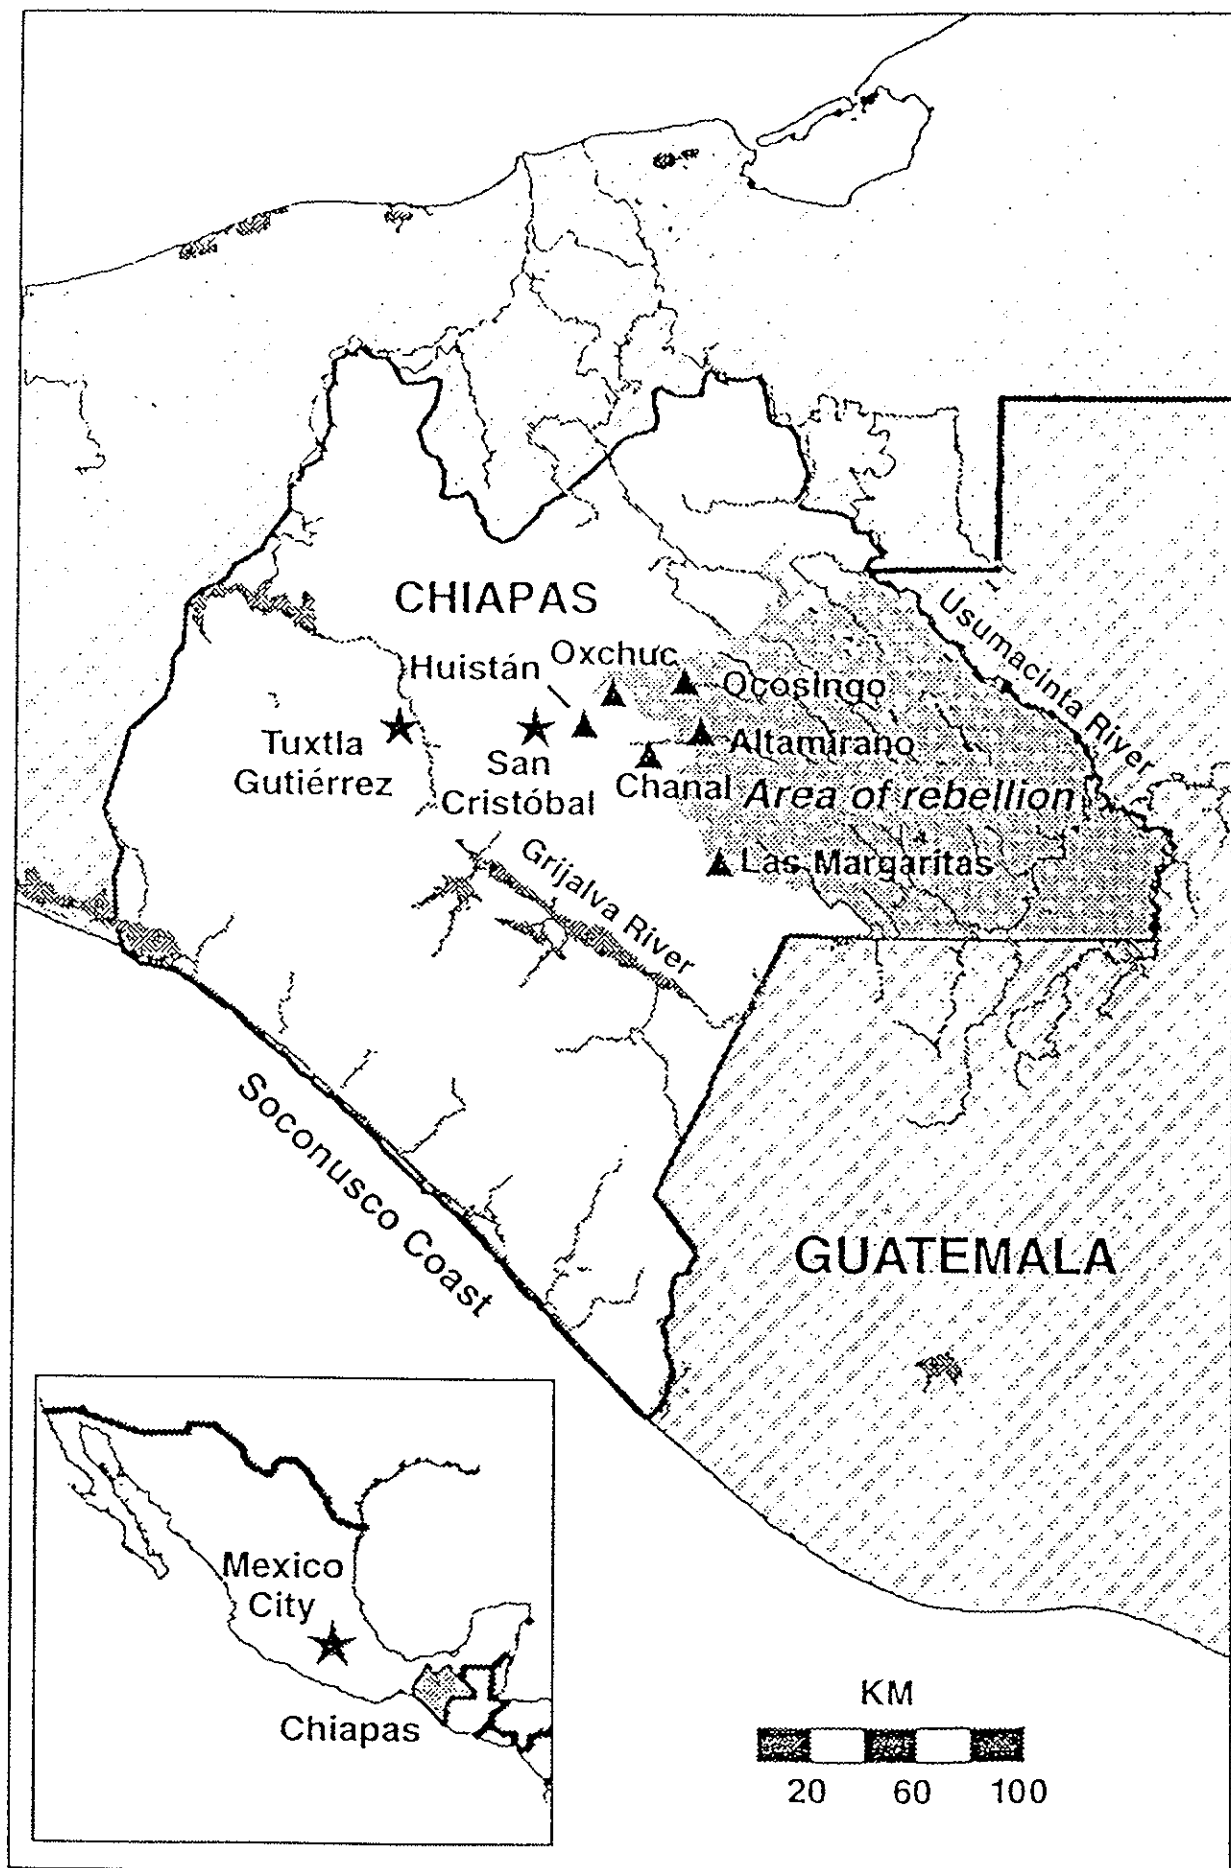 CHIAPAS
Huistán
Oxchuc
Ocosingo
Usumacinta River
Tuxtla
Gutiérrez
San
Cristóbal
Altamirano
Chanal
Area of rebellion
Las Margaritas
Grijalva River
Soconusco Coast
GUATEMALA
Mexico
City
Chiapas
KM
20 60 100